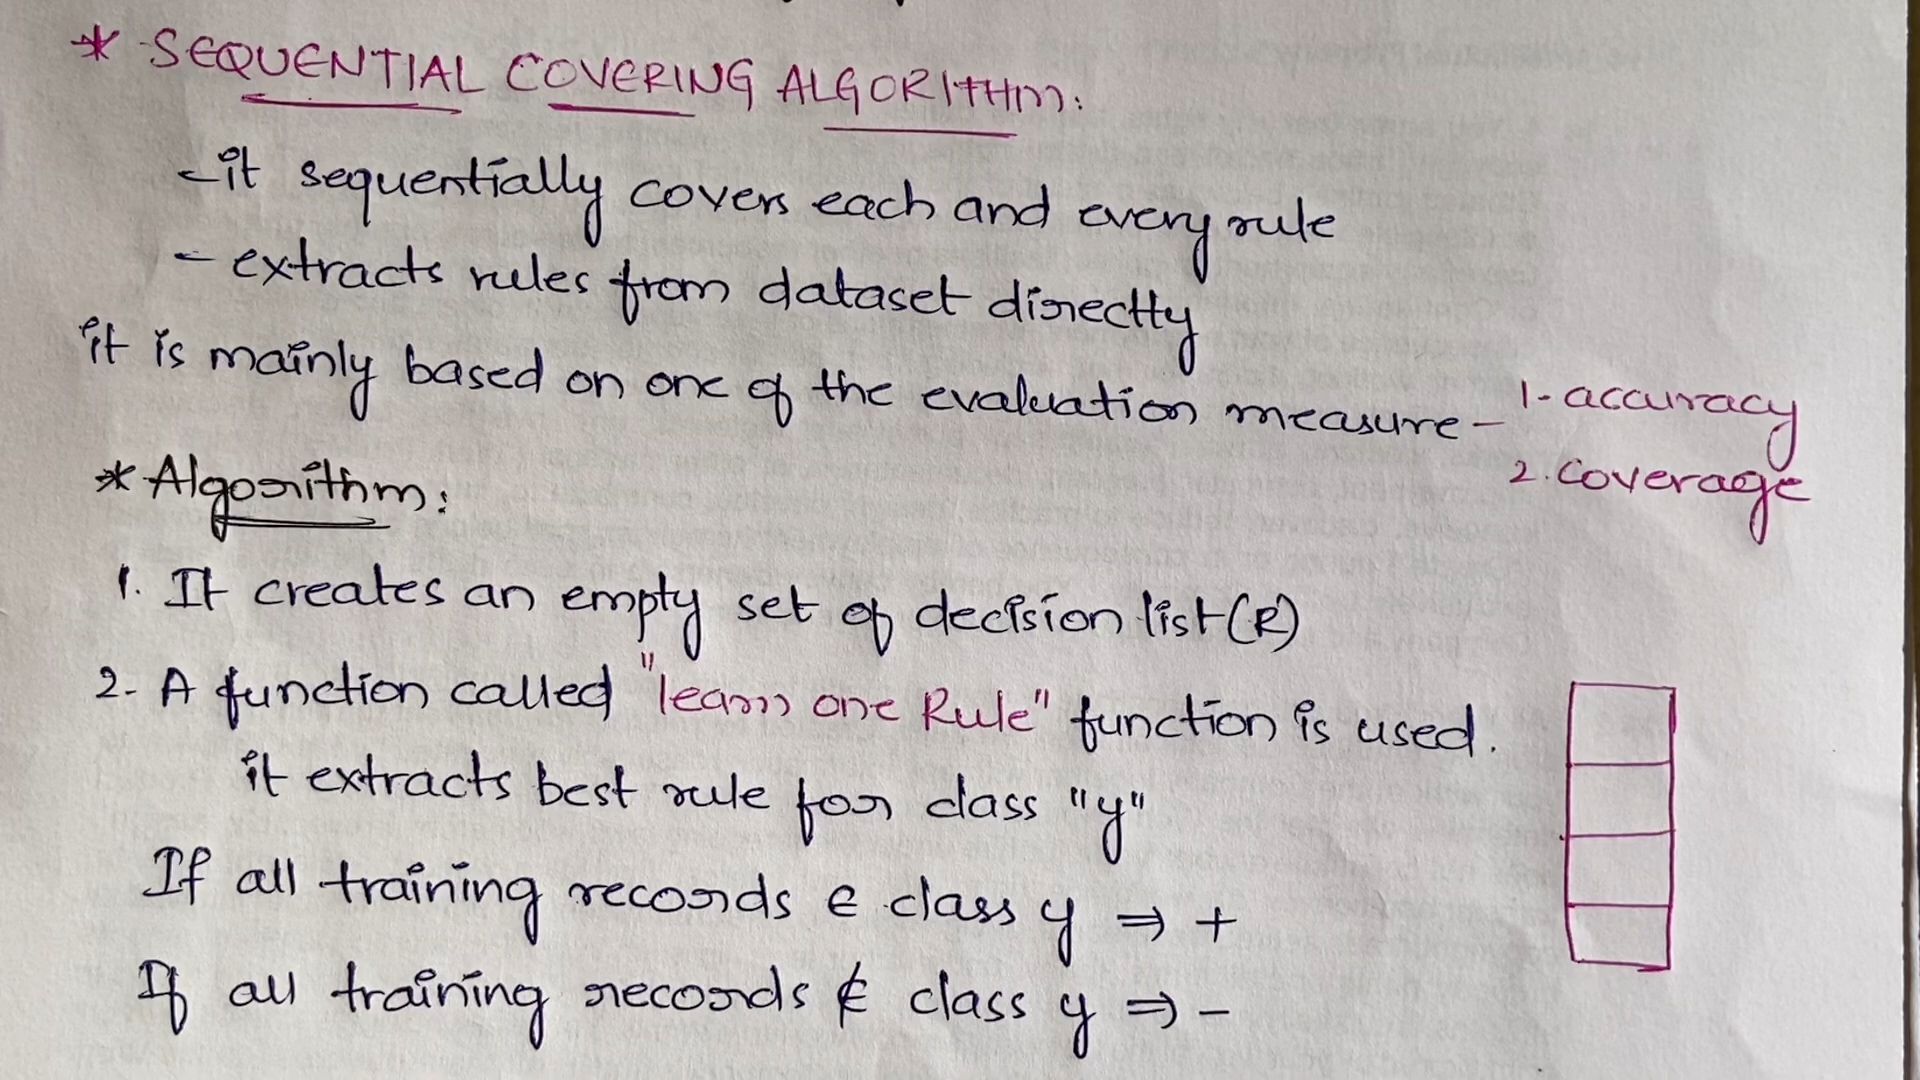 * SEQUENTIAL COVERING ALGORITHM:
- it sequentially covers each and every rule
- extracts rules from dataset directly
it is mainly based on one of the evaluation measure - 1. accuracy
2. coverage
* Algorithm:
1. It creates an empty set of decision list (R)
2. A function called "learn one Rule" function is used.
it extracts best rule for class "y"
If all training records ∈ class y ⇒ +
If all training records ∉ class y ⇒ -